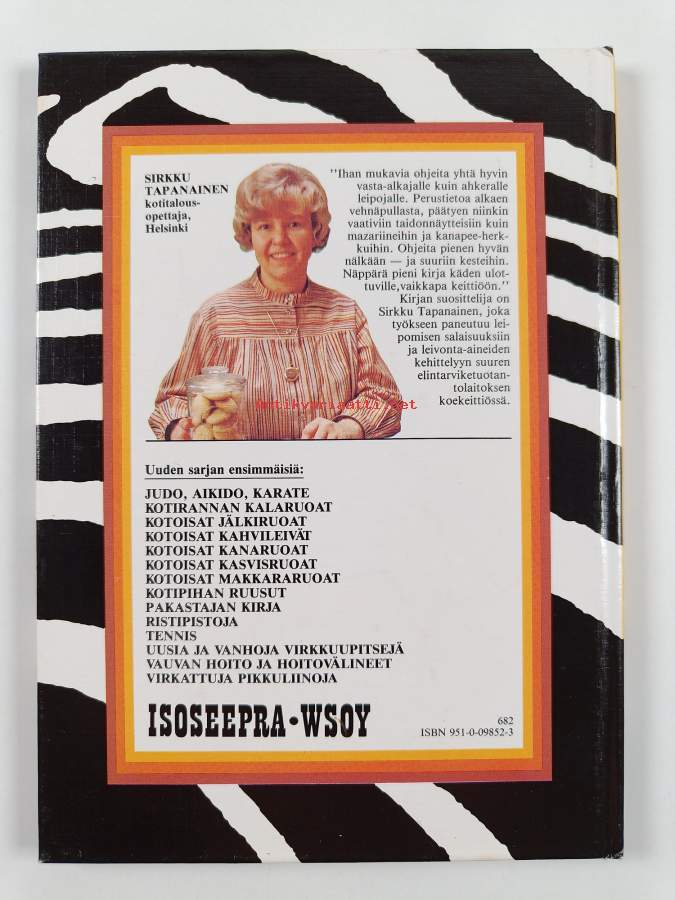 SIRKKU
TAPANAINEN
kotitalous-
opettaja,
Helsinki
"Ihan mukavia ohjeita yhtä hyvin
vasta-alkajalle kuin ahkeralle
leipojalle. Perustietoa alkaen
vehnäpullasta, päätyen niinkin
vaativiin taidonnäytteisiin kuin
mazariineihin ja kanapee-herk-
kuihin. Ohjeita pienen hyvän
nälkään — ja suuriin kesteihin.
Näppärä pieni kirja käden ulot-
tuville,vaikkapa keittiöön."
Kirjan suosittelija on
Sirkku Tapanainen, joka
työkseen paneutuu lei-
pomisen salaisuuksiin
ja leivonta-aineiden
kehittelyyn suuren
elintarviketuotan-
tolaitoksen
koekeittiössä.
Antikvariaatti.net
Uuden sarjan ensimmäisiä:
JUDO, AIKIDO, KARATE
KOTIRANNAN KALARUOAT
KOTOISAT JÄLKIRUOAT
KOTOISAT KAHVILEIVÄT
KOTOISAT KANARUOAT
KOTOISAT KASVISRUOAT
KOTOISAT MAKKARARUOAT
KOTIPIHAN RUUSUT
PAKASTAJAN KIRJA
RISTIPISTOJA
TENNIS
UUSIA JA VANHOJA VIRKKUUPITSEJÄ
VAUVAN HOITO JA HOITOVÄLINEET
VIRKATTUJA PIKKULIINOJA
ISOSEEPRA•WSOY
682
ISBN 951-0-09852-3